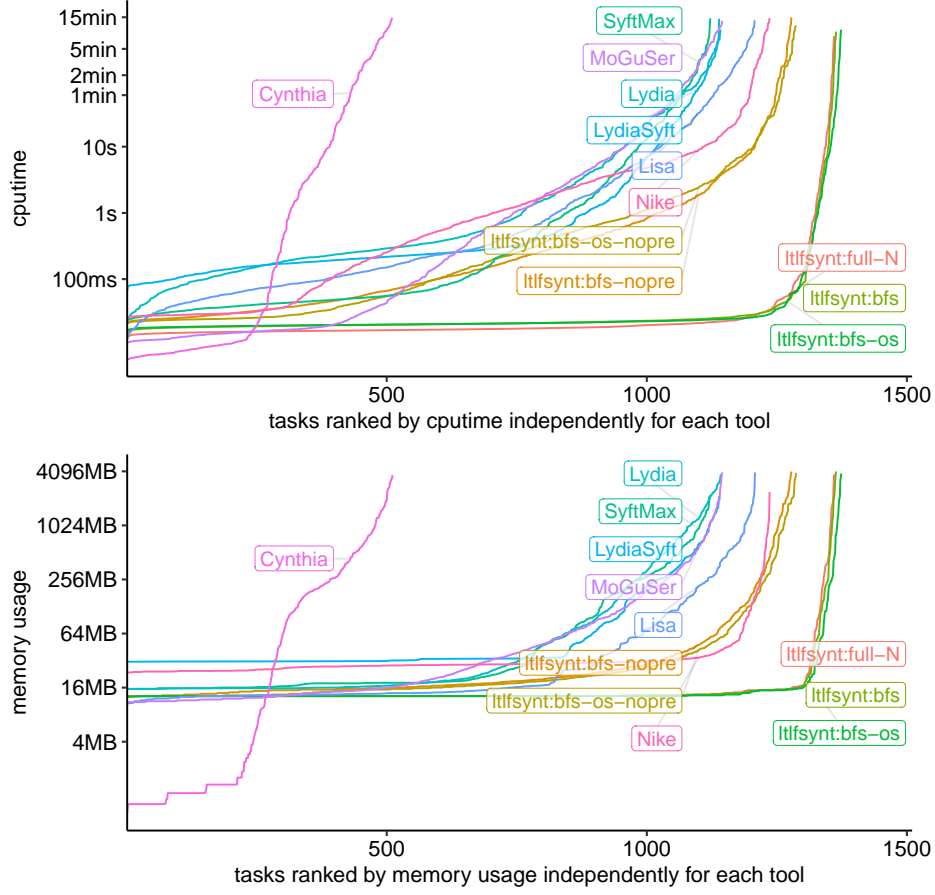 15min
5min
2min
1min
10s
1s
100ms
cputime
SyftMax
MoGuSer
Cynthia
Lydia
LydiaSyft
Lisa
Nike
ltlfsynt:bfs-os-nopre
ltlfsynt:full-N
ltlfsynt:bfs-nopre
ltlfsynt:bfs
ltlfsynt:bfs-os
500
1000
1500
tasks ranked by cputime independently for each tool
4096MB
1024MB
256MB
64MB
16MB
4MB
memory usage
Lydia
SyftMax
LydiaSyft
Cynthia
MoGuSer
Lisa
ltlfsynt:full-N
ltlfsynt:bfs-nopre
ltlfsynt:bfs
ltlfsynt:bfs-os-nopre
ltlfsynt:bfs-os
Nike
500
1000
1500
tasks ranked by memory usage independently for each tool